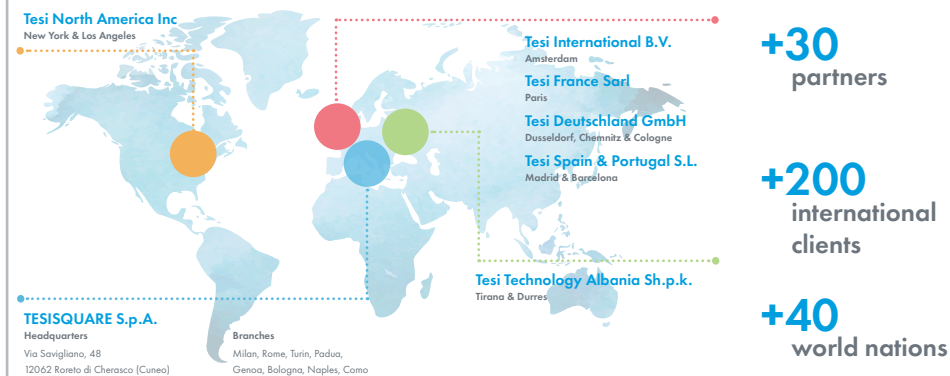 Tesi North America Inc
New York & Los Angeles
Tesi International B.V.
Amsterdam
Tesi France Sarl
Paris
Tesi Deutschland GmbH
Dusseldorf, Chemnitz & Cologne
Tesi Spain & Portugal S.L.
Madrid & Barcelona
Tesi Technology Albania Sh.p.k.
Tirana & Durres
TESISQUARE S.p.A.
Headquarters
Via Savigliano, 48
12062 Roreto di Cherasco (Cuneo)
Branches
Milan, Rome, Turin, Padua,
Genoa, Bologna, Naples, Como
+30
partners
+200
international
clients
+40
world nations